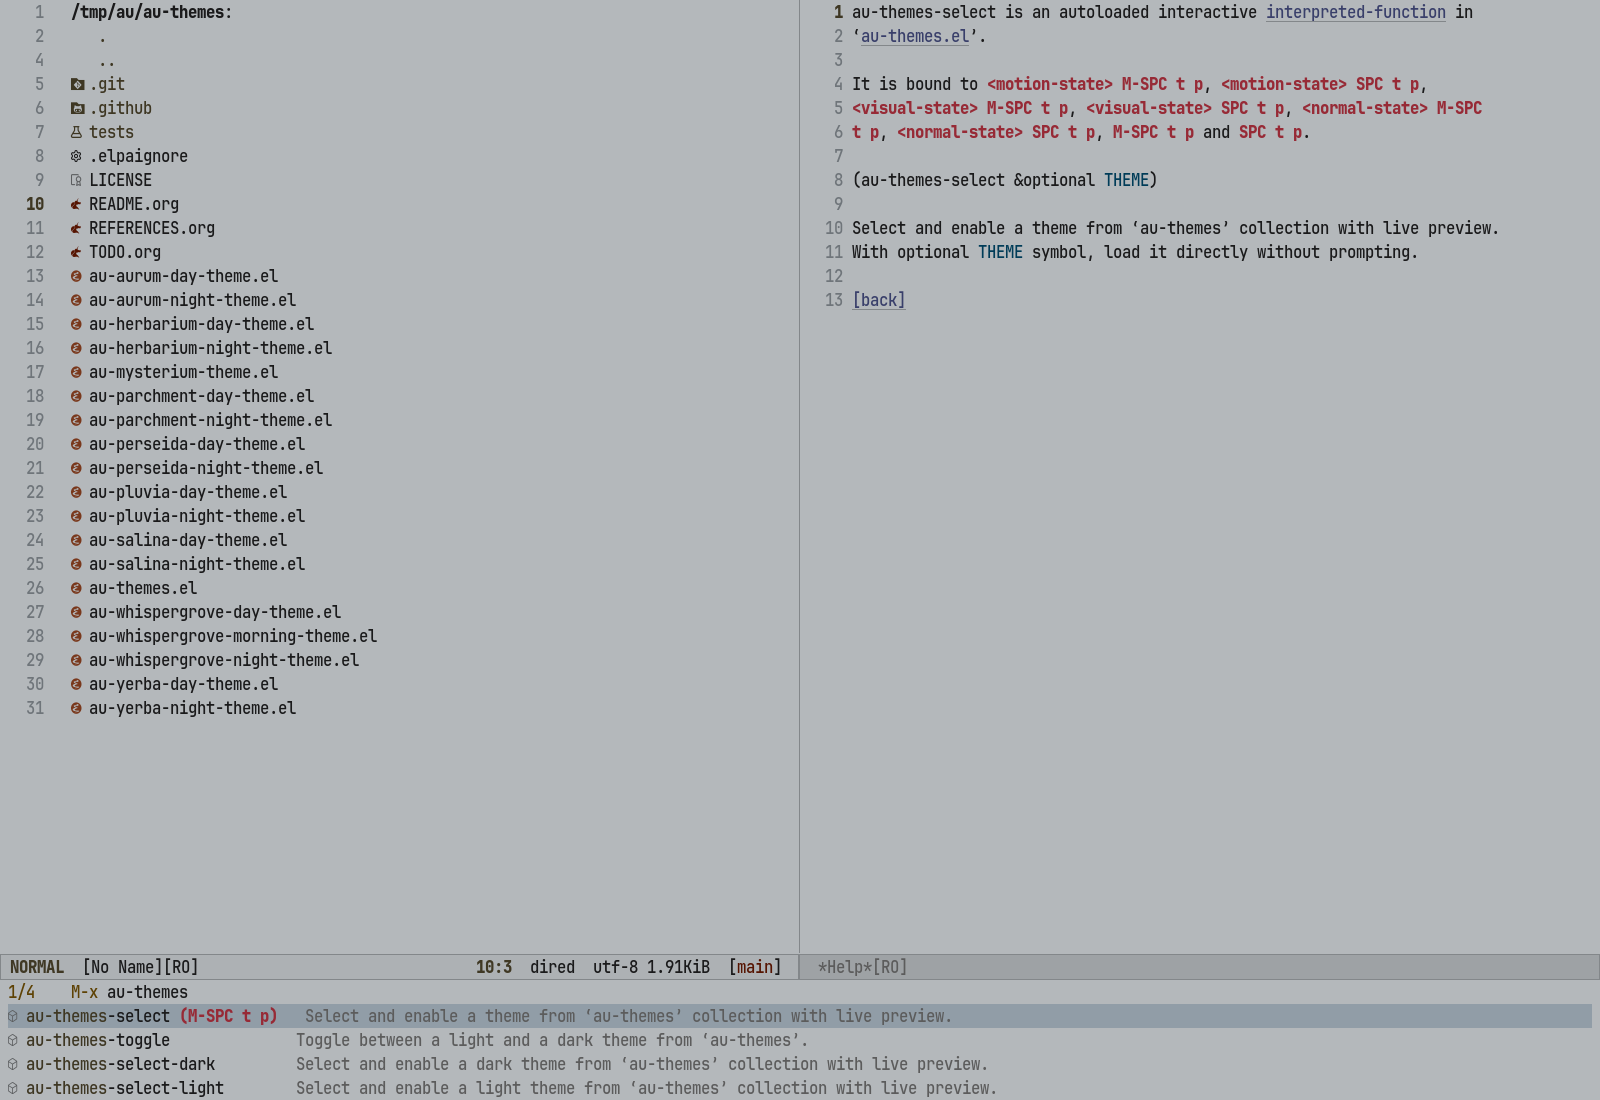 1 /tmp/au/au-themes:
2 .
4 ..
5 .git
6 .github
7 tests
8 .elpaignore
9 LICENSE
10 README.org
11 REFERENCES.org
12 TODO.org
13 au-aurum-day-theme.el
14 au-aurum-night-theme.el
15 au-herbarium-day-theme.el
16 au-herbarium-night-theme.el
17 au-mysterium-theme.el
18 au-parchment-day-theme.el
19 au-parchment-night-theme.el
20 au-perseida-day-theme.el
21 au-perseida-night-theme.el
22 au-pluvia-day-theme.el
23 au-pluvia-night-theme.el
24 au-salina-day-theme.el
25 au-salina-night-theme.el
26 au-themes.el
27 au-whispergrove-day-theme.el
28 au-whispergrove-morning-theme.el
29 au-whispergrove-night-theme.el
30 au-yerba-day-theme.el
31 au-yerba-night-theme.el
NORMAL [No Name][RO] 10:3 dired utf-8 1.91KiB [main]
1 au-themes-select is an autoloaded interactive interpreted-function in
2 ‘au-themes.el’.
3
4 It is bound to <motion-state> M-SPC t p, <motion-state> SPC t p,
5 <visual-state> M-SPC t p, <visual-state> SPC t p, <normal-state> M-SPC
6 t p, <normal-state> SPC t p, M-SPC t p and SPC t p.
7
8 (au-themes-select &optional THEME)
9
10 Select and enable a theme from ‘au-themes’ collection with live preview.
11 With optional THEME symbol, load it directly without prompting.
12
13 [back]
*Help*[RO]
1/4 M-x au-themes
au-themes-select (M-SPC t p) Select and enable a theme from ‘au-themes’ collection with live preview.
au-themes-toggle Toggle between a light and a dark theme from ‘au-themes’.
au-themes-select-dark Select and enable a dark theme from ‘au-themes’ collection with live preview.
au-themes-select-light Select and enable a light theme from ‘au-themes’ collection with live preview.